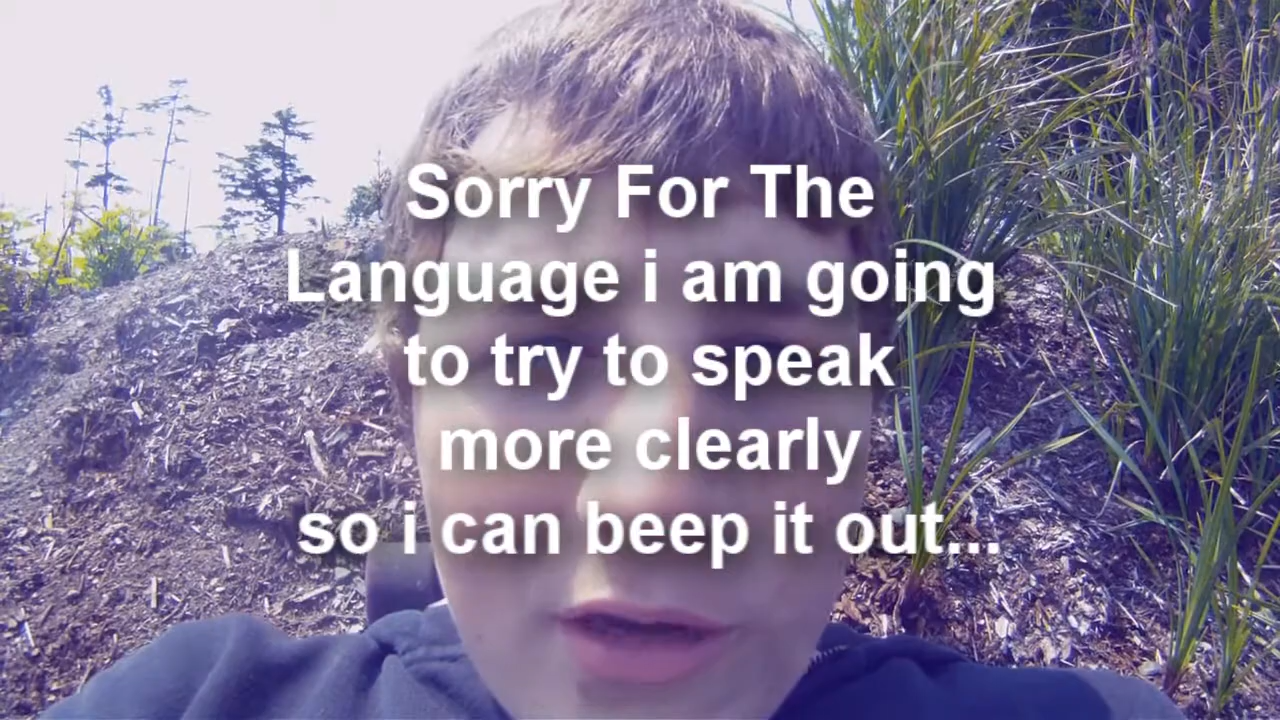 Sorry For The
Language i am going
to try to speak
more clearly
so i can beep it out...